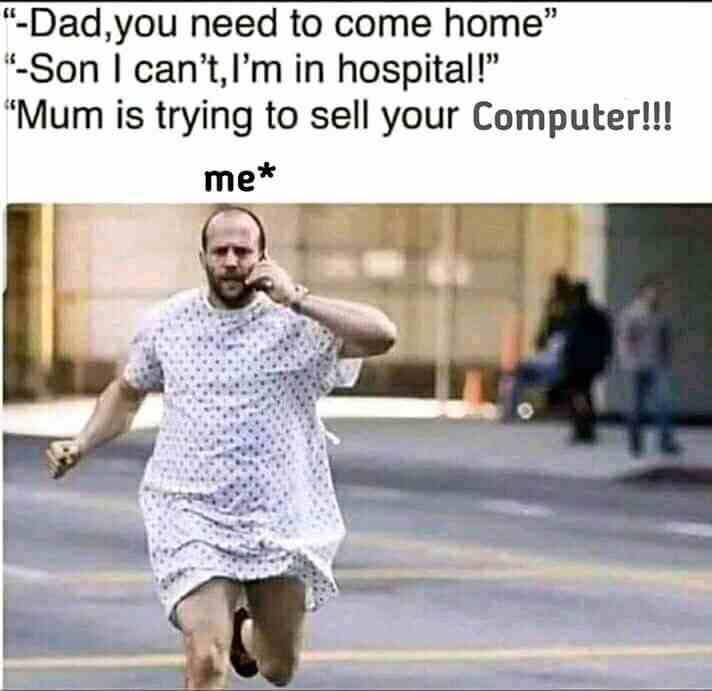 “-Dad,you need to come home”
“-Son I can’t,I’m in hospital!”
“Mum is trying to sell your Computer!!!
me*